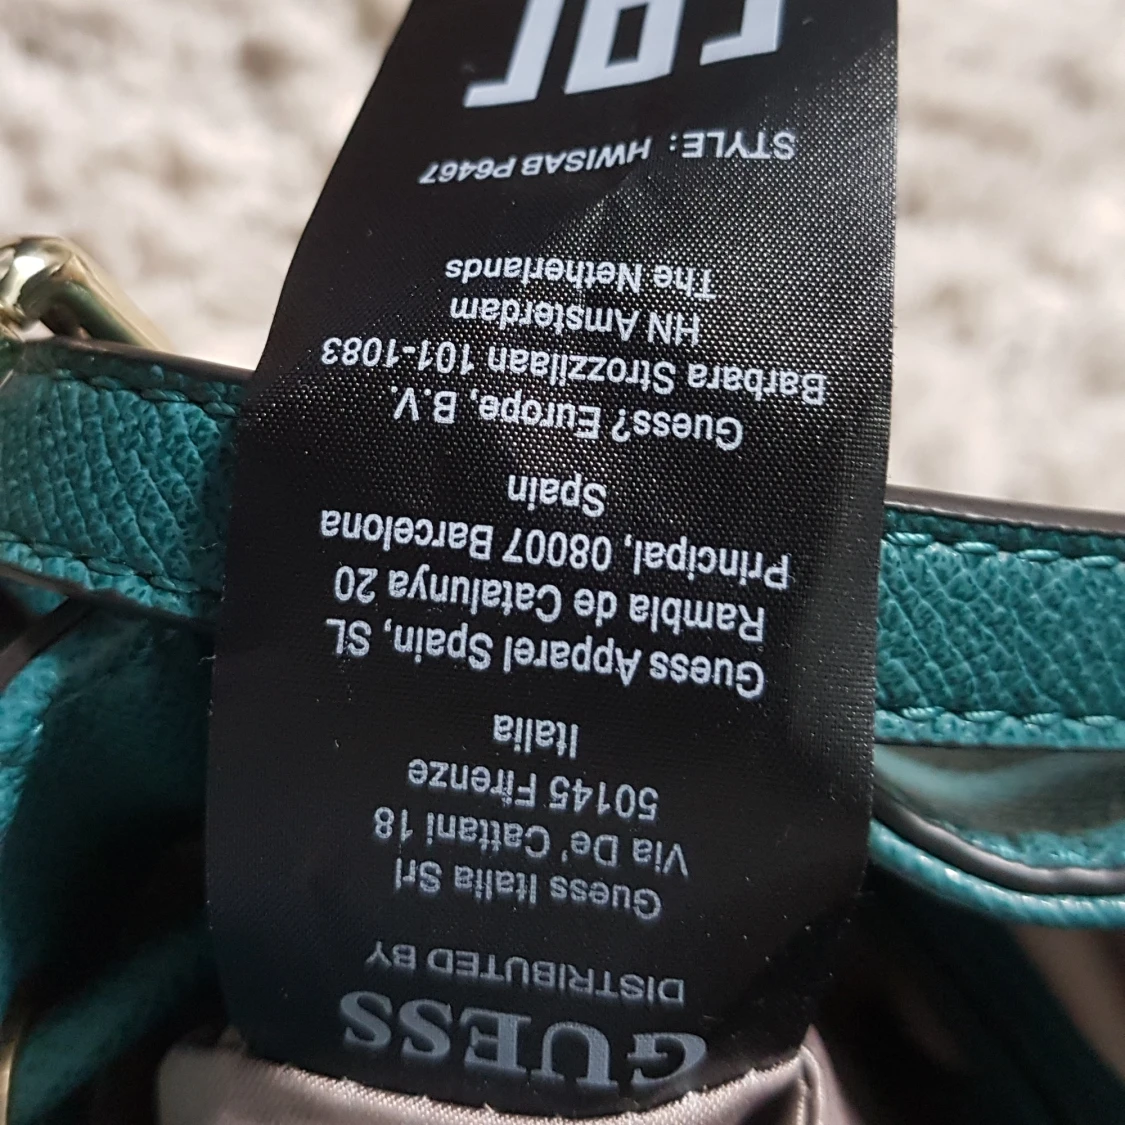 GUESS
DISTRIBUTED BY
Guess Italia Srl
Via De' Cattani 18
50145 Firenze
Italia
Guess Apparel Spain, SL
Rambla de Catalunya 20
Principal, 08007 Barcelona
Spain
Guess? Europe, B.V.
Barbara Strozzilaan 101-1083
HN Amsterdam
The Netherlands
STYLE: HWISAB P6467